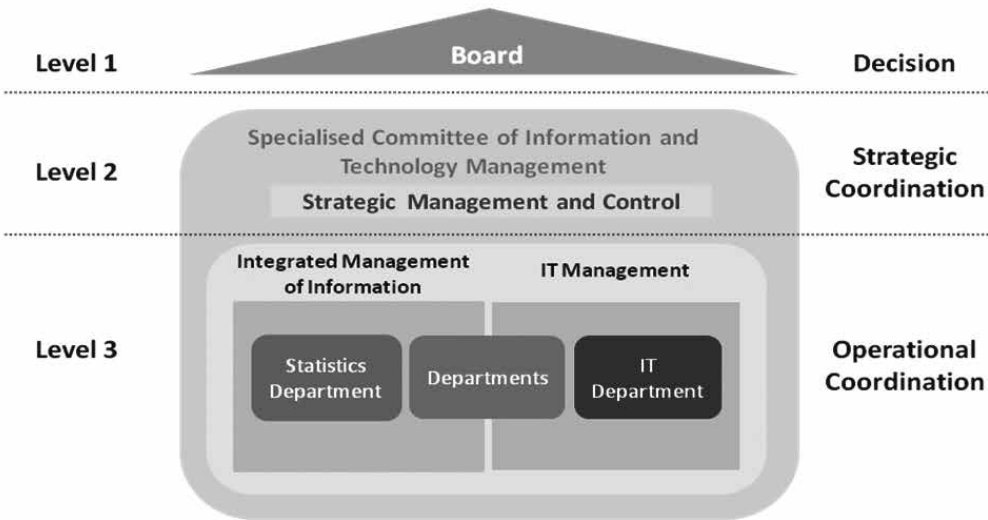 Level 1
Board
Decision
Level 2
Specialised Committee of Information and
Technology Management
Strategic Management and Control
Strategic
Coordination
Level 3
Integrated Management
of Information
IT Management
Statistics
Department
Departments
IT
Department
Operational
Coordination